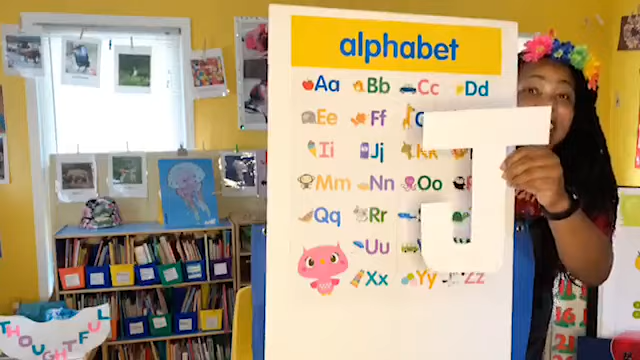 alphabet
Aa Bb Cc Dd
Ee Ff G
Ii Jj Kk
Mm Nn Oo
Qq Rr
Uu
Xx Yy Zz
J
THOUGHTFUL